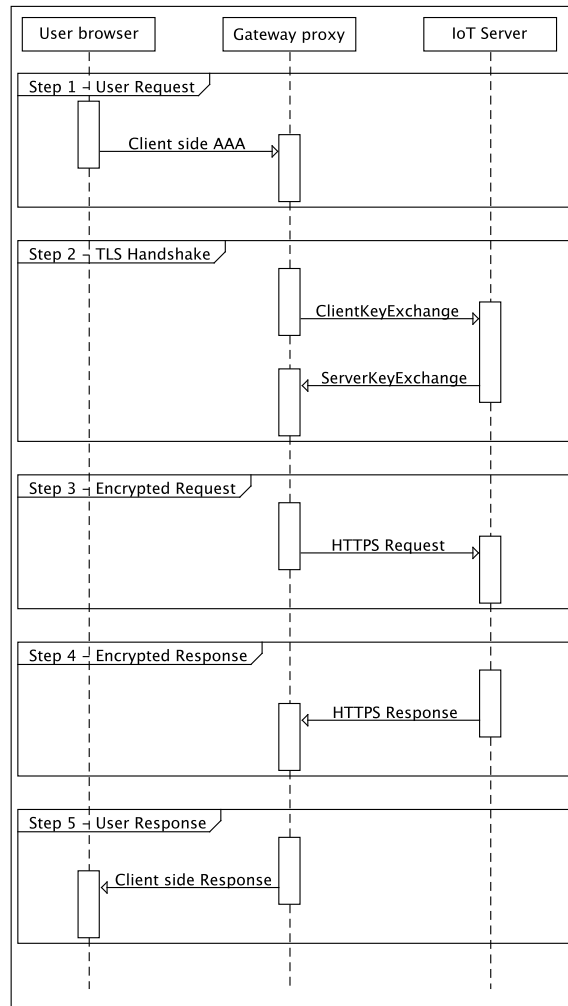 User browser
Gateway proxy
IoT Server
Step 1 – User Request
Client side AAA
Step 2 – TLS Handshake
ClientKeyExchange
ServerKeyExchange
Step 3 – Encrypted Request
HTTPS Request
Step 4 – Encrypted Response
HTTPS Response
Step 5 – User Response
Client side Response